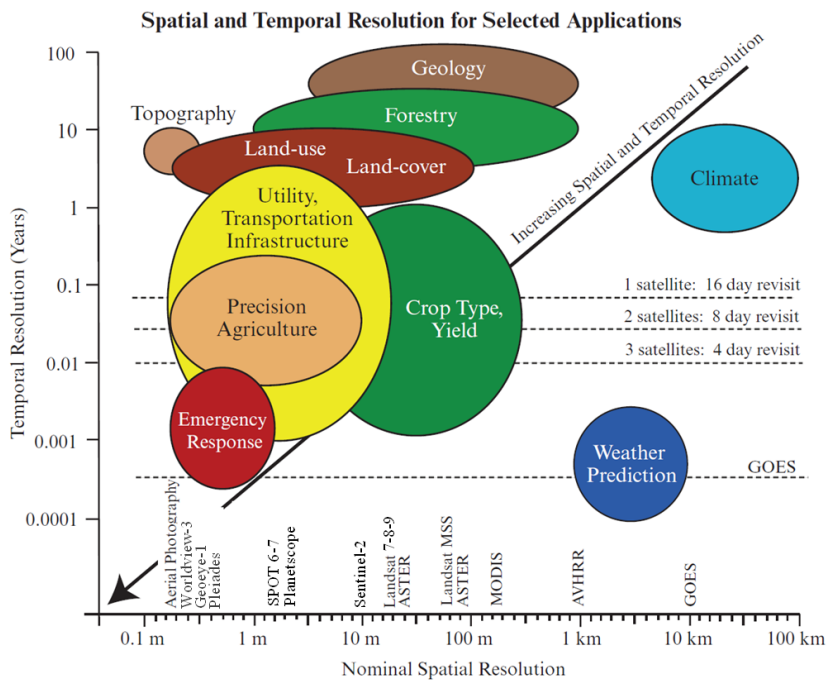 Spatial and Temporal Resolution for Selected Applications
100
10
1
0.1
0.01
0.001
0.0001
Temporal Resolution (Years)
Geology
Topography
Forestry
Land-use
Land-cover
Increasing Spatial and Temporal Resolution
Climate
Utility,
Transportation
Infrastructure
Precision
Agriculture
Crop Type,
Yield
1 satellite: 16 day revisit
2 satellites: 8 day revisit
3 satellites: 4 day revisit
Emergency
Response
Weather
Prediction
GOES
Aerial Photography
Worldview-3
Geoeye-1
Pleiades
SPOT 6-7
Planetscope
Sentinel-2
Landsat 7-8-9
ASTER
Landsat MSS
ASTER
MODIS
AVHRR
GOES
0.1 m
1 m
10 m
100 m
1 km
10 km
100 km
Nominal Spatial Resolution